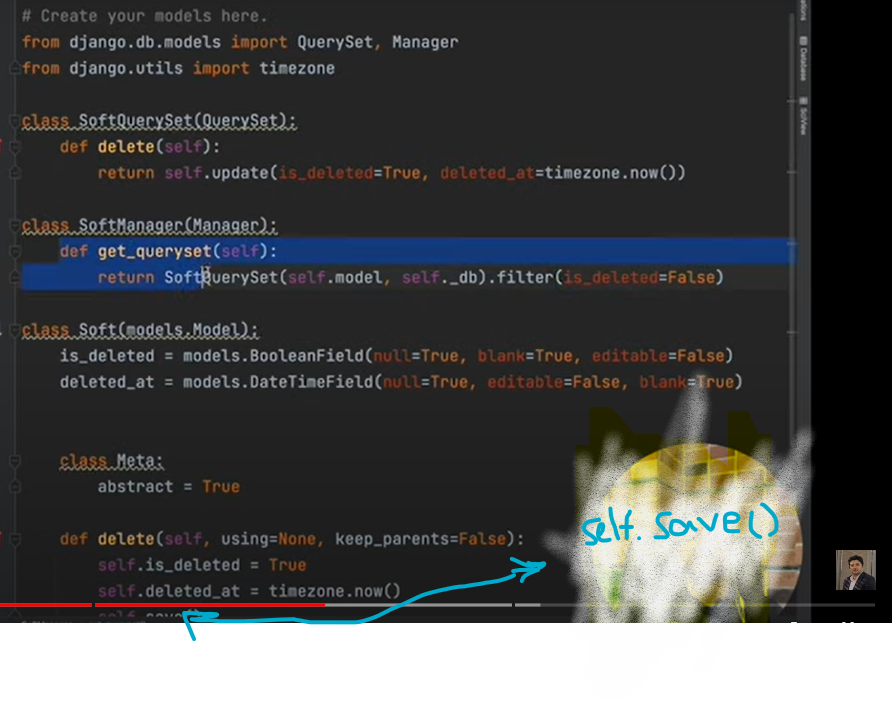 # Create your models here.
from django.db.models import QuerySet, Manager
from django.utils import timezone
class SoftQuerySet(QuerySet):
def delete(self):
return self.update(is_deleted=True, deleted_at=timezone.now())
class SoftManager(Manager):
def get_queryset(self):
return SoftQuerySet(self.model, self._db).filter(is_deleted=False)
class Soft(models.Model):
is_deleted = models.BooleanField(null=True, blank=True, editable=False)
deleted_at = models.DateTimeField(null=True, editable=False, blank=True)
class Meta:
abstract = True
self.save()
def delete(self, using=None, keep_parents=False):
self.is_deleted = True
self.deleted_at = timezone.now()
Database
SciView